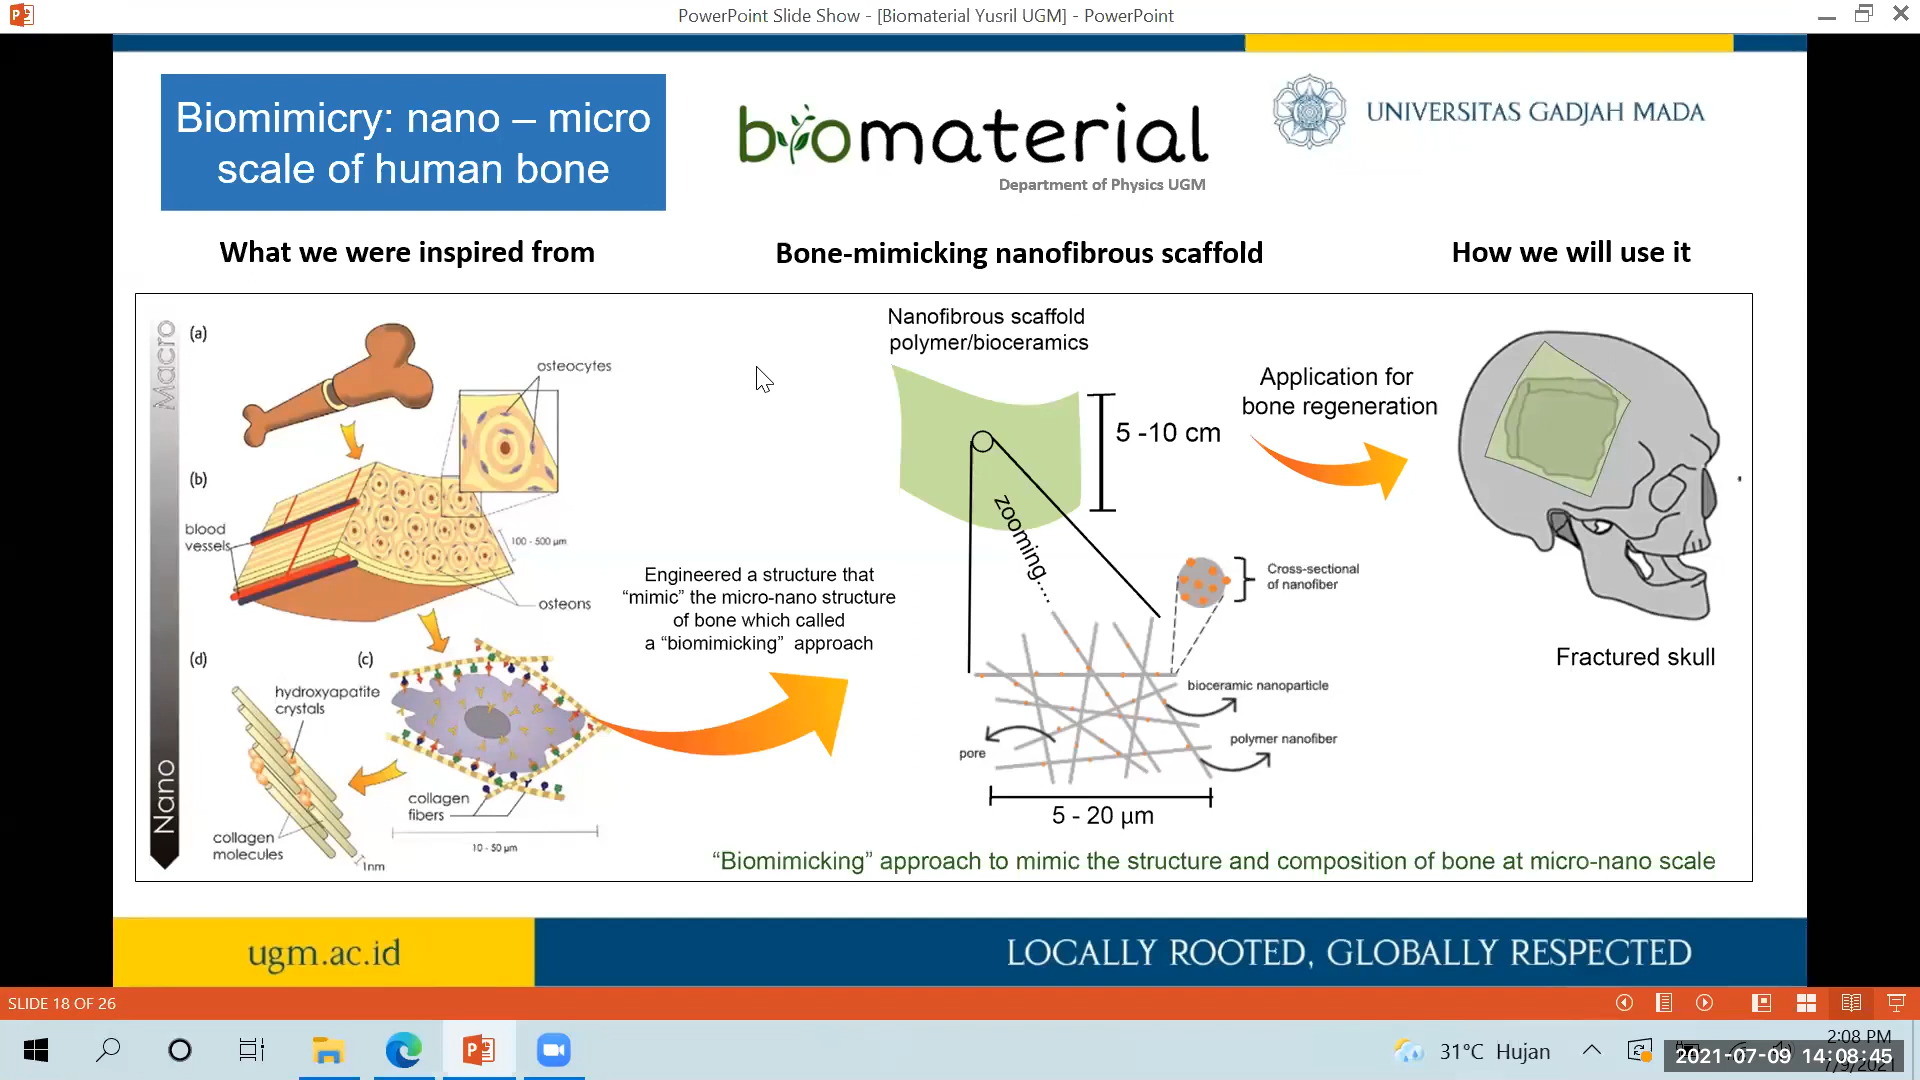 PowerPoint Slide Show - [Biomaterial Yusril UGM] - PowerPoint
Biomimicry: nano – micro
scale of human bone
biomaterial
Department of Physics UGM
UNIVERSITAS GADJAH MADA
What we were inspired from
Bone-mimicking nanofibrous scaffold
How we will use it
Macro
Nano
(a)
osteocytes
(b)
blood
vessels
100 - 500 µm
osteons
(d)
(c)
hydroxyapatite
crystals
collagen
fibers
collagen
molecules
1nm
10 - 50 µm
Engineered a structure that
“mimic” the micro-nano structure
of bone which called
a “biomimicking” approach
Nanofibrous scaffold
polymer/bioceramics
5 -10 cm
zooming....
Cross-sectional
of nanofiber
bioceramic nanoparticle
polymer nanofiber
pore
5 - 20 µm
Application for
bone regeneration
Fractured skull
“Biomimicking” approach to mimic the structure and composition of bone at micro-nano scale
ugm.ac.id
LOCALLY ROOTED, GLOBALLY RESPECTED
SLIDE 18 OF 26
31°C Hujan
2:08 PM
2021-07-09 14:08:45